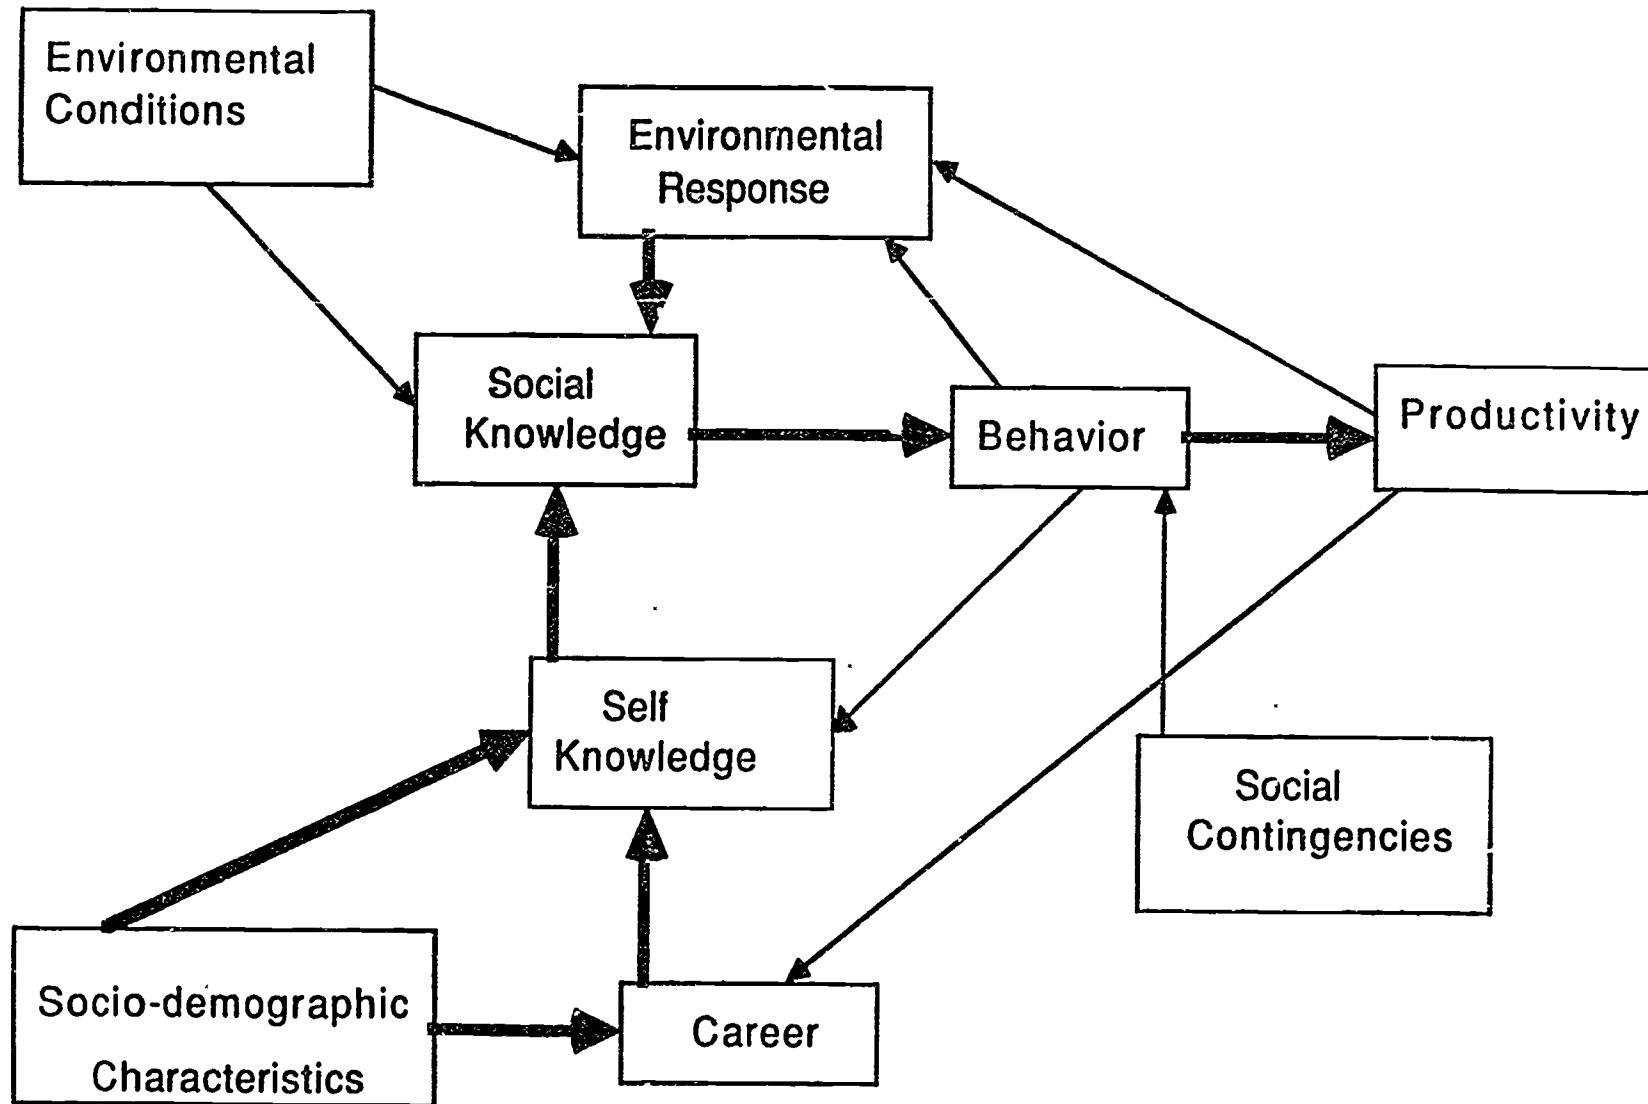 Environmental
Conditions
Environmental
Response
Social
Knowledge
Behavior
Productivity
Self
Knowledge
Social
Contingencies
Socio-demographic
Characteristics
Career